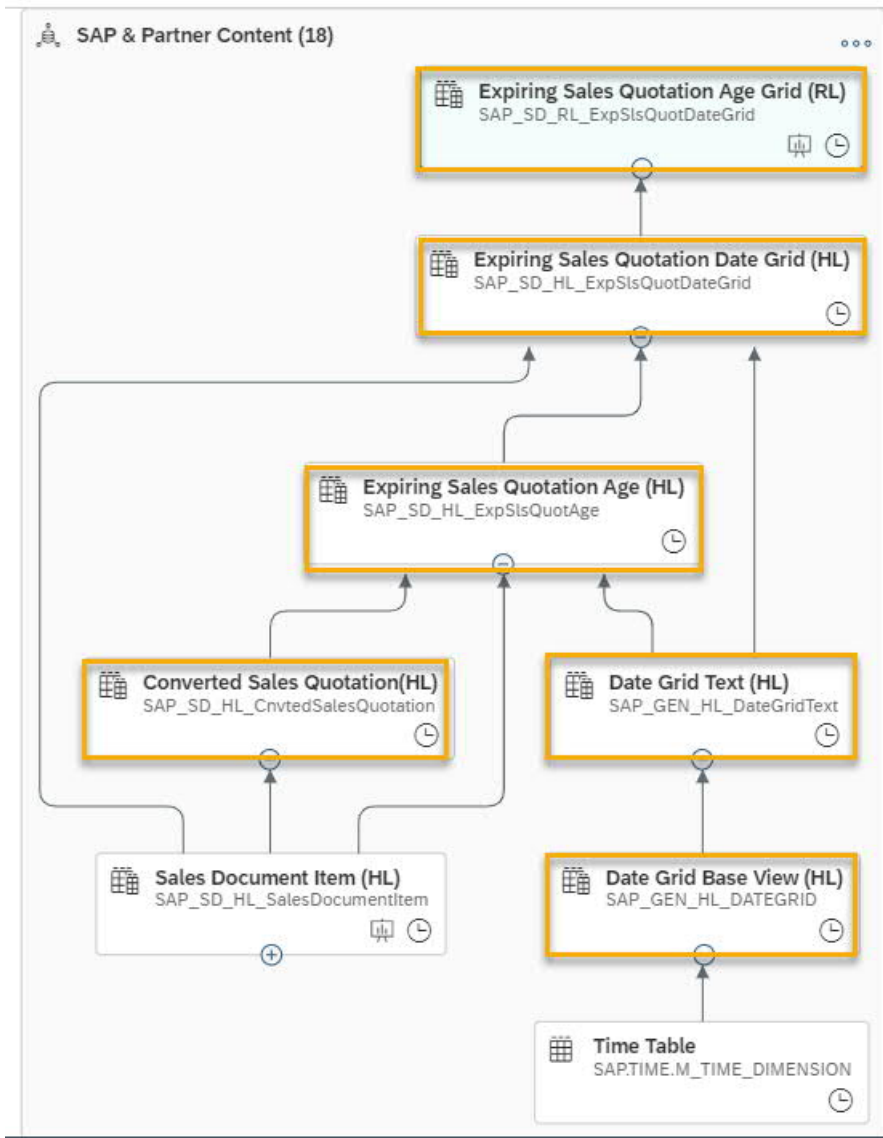 SAP & Partner Content (18)
Expiring Sales Quotation Age Grid (RL)
SAP_SD_RL_ExpSlsQuotDateGrid
Expiring Sales Quotation Date Grid (HL)
SAP_SD_HL_ExpSlsQuotDateGrid
Expiring Sales Quotation Age (HL)
SAP_SD_HL_ExpSlsQuotAge
Converted Sales Quotation(HL)
SAP_SD_HL_CnvtedSalesQuotation
Date Grid Text (HL)
SAP_GEN_HL_DateGridText
Sales Document Item (HL)
SAP_SD_HL_SalesDocumentItem
Date Grid Base View (HL)
SAP_GEN_HL_DATEGRID
Time Table
SAP.TIME.M_TIME_DIMENSION